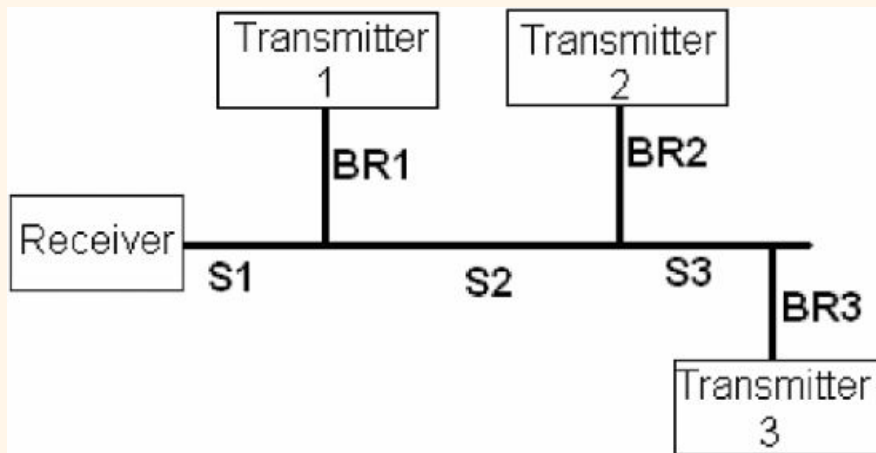 Transmitter
1
Transmitter
2
BR1
BR2
Receiver
S1
S2
S3
BR3
Transmitter
3